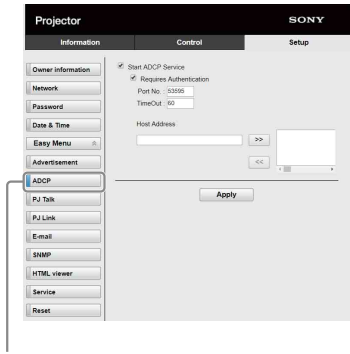 Projector
SONY
Information
Control
Setup
Owner information
Network
Password
Date & Time
Easy Menu
Advertisement
ADCP
PJ Talk
PJ Link
E-mail
SNMP
HTML viewer
Service
Reset
Start ADCP Service
Requires Authentication
Port No. : 53595
TimeOut : 60
Host Address
>>
<<
Apply